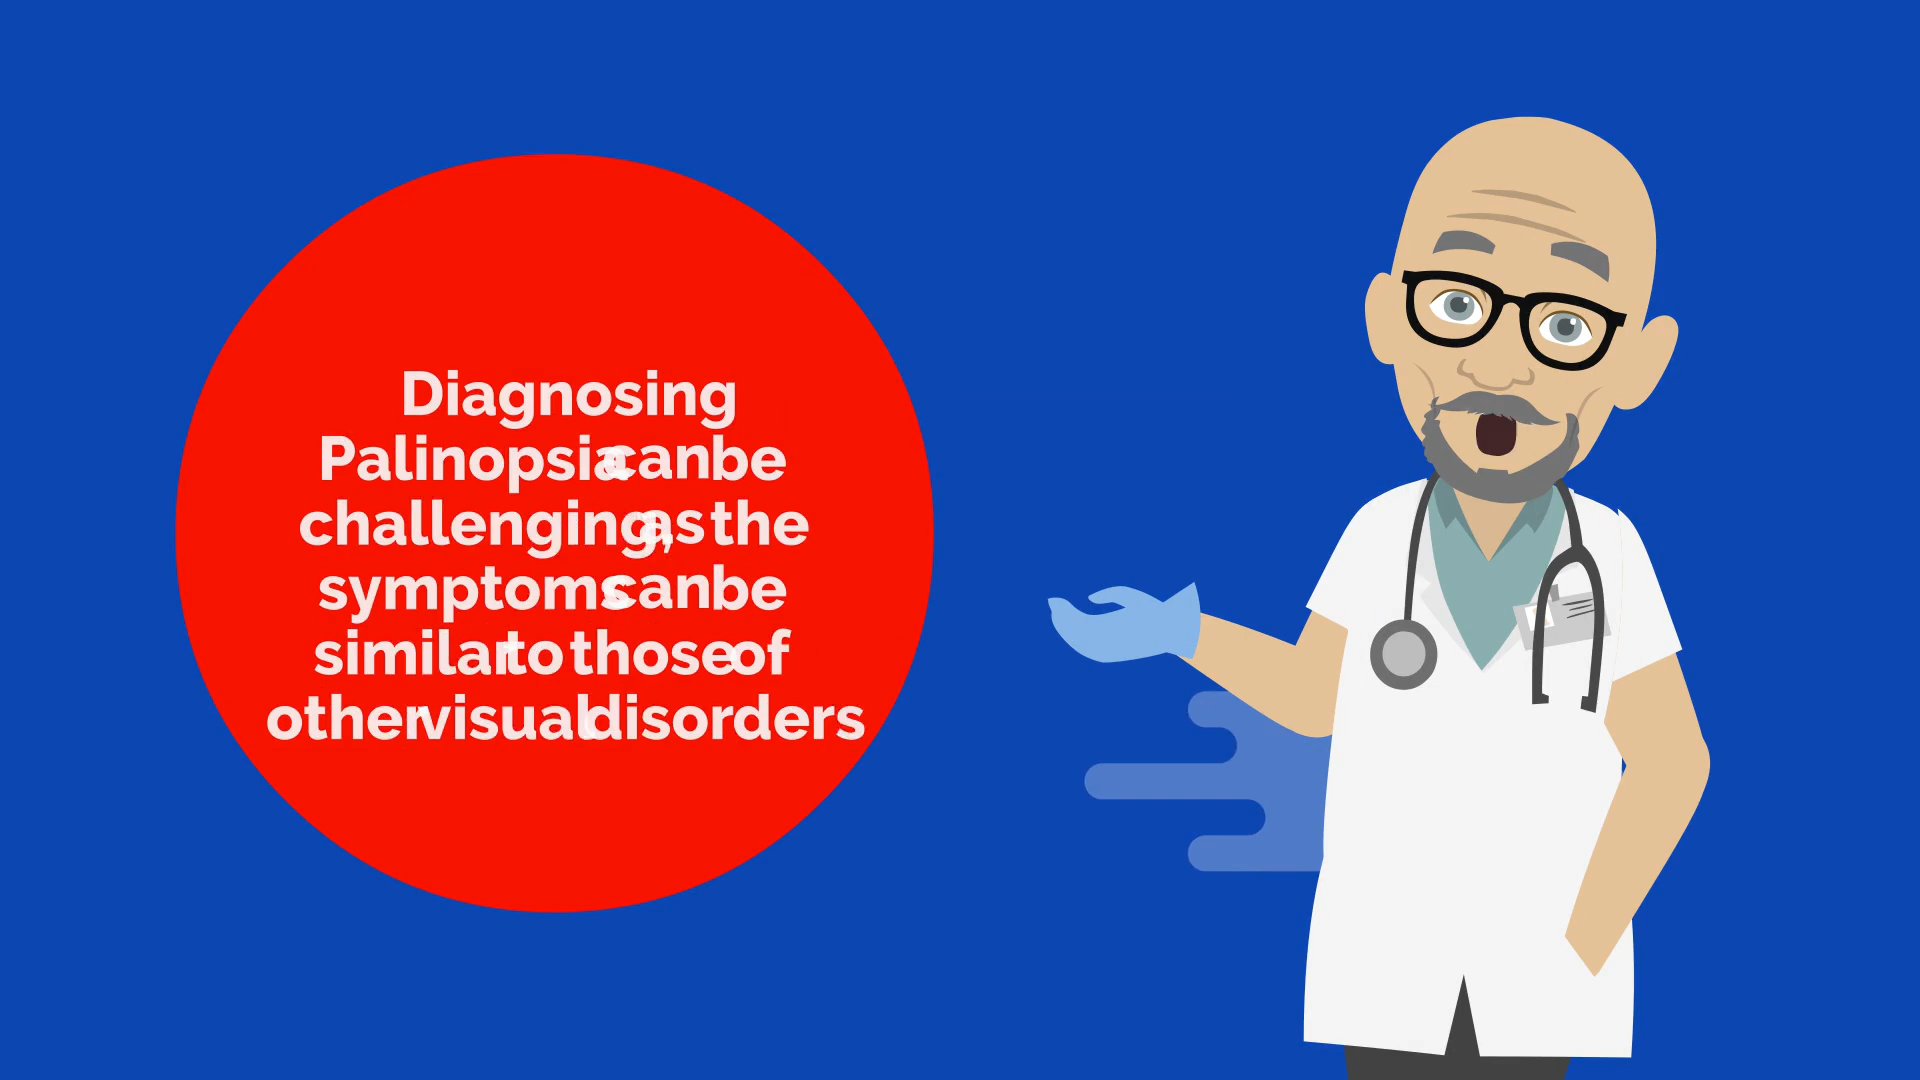 Diagnosing
Palinopsia can be
challenging, as the
symptoms can be
similar to those of
other visual disorders